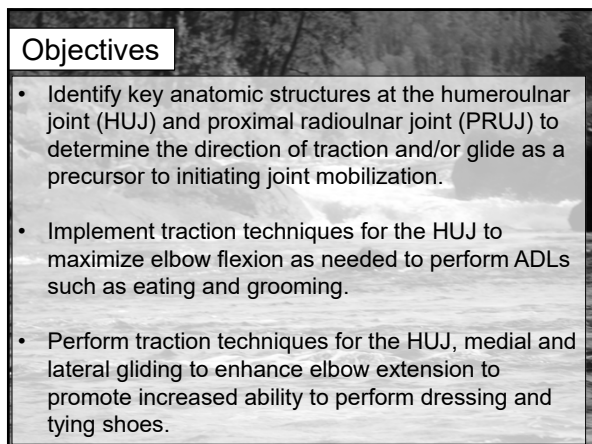 Objectives
• Identify key anatomic structures at the humeroulnar
joint (HUJ) and proximal radioulnar joint (PRUJ) to
determine the direction of traction and/or glide as a
precursor to initiating joint mobilization.
• Implement traction techniques for the HUJ to
maximize elbow flexion as needed to perform ADLs
such as eating and grooming.
• Perform traction techniques for the HUJ, medial and
lateral gliding to enhance elbow extension to
promote increased ability to perform dressing and
tying shoes.